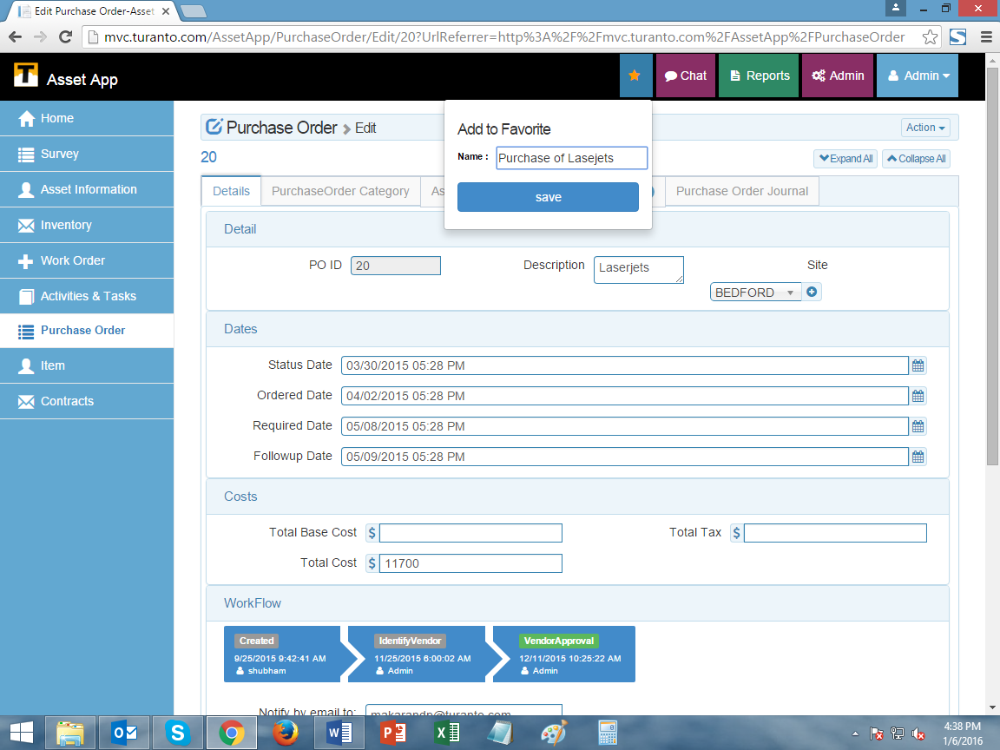 Edit Purchase Order-Asset
mvc.turanto.com/AssetApp/PurchaseOrder/Edit/20?UrlReferrer=http%3A%2F%2Fmvc.turanto.com%2FAssetApp%2FPurchaseOrder
T Asset App
Chat Reports Admin Admin
Home
Survey
Asset Information
Inventory
Work Order
Activities & Tasks
Purchase Order
Item
Contracts
Purchase Order Edit
Action
20
Expand All Collapse All
Add to Favorite
Name : Purchase of Lasejets
save
Details PurchaseOrder Category As Purchase Order Journal
Detail
PO ID 20 Description Laserjets Site
BEDFORD
Dates
Status Date 03/30/2015 05:28 PM
Ordered Date 04/02/2015 05:28 PM
Required Date 05/08/2015 05:28 PM
Followup Date 05/09/2015 05:28 PM
Costs
Total Base Cost $ Total Tax $
Total Cost $ 11700
WorkFlow
Created IdentifyVendor VendorApproval
9/25/2015 9:42:41 AM 11/25/2015 6:00:02 AM 12/11/2015 10:25:22 AM
shubham Admin Admin
Notify by email to: makarandp@turanto.com
4:38 PM
1/6/2016